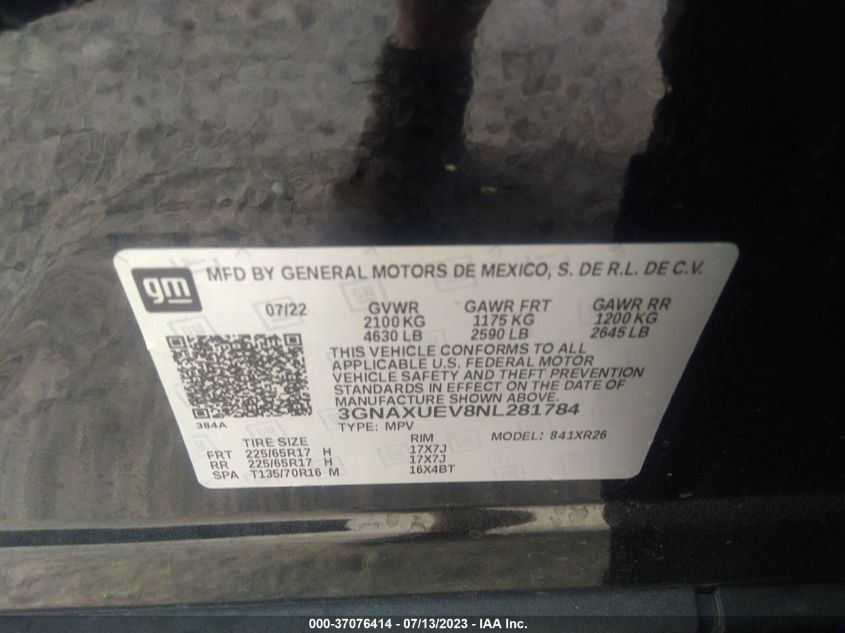 gm MFD BY GENERAL MOTORS DE MEXICO, S. DE R.L. DE C.V.
07/22 GVWR GAWR FRT GAWR RR
2100 KG 1175 KG 1200 KG
4630 LB 2590 LB 2645 LB
THIS VEHICLE CONFORMS TO ALL
APPLICABLE U.S. FEDERAL MOTOR
VEHICLE SAFETY AND THEFT PREVENTION
STANDARDS IN EFFECT ON THE DATE OF
MANUFACTURE SHOWN ABOVE.
3GNAXUEV8NL281784
384A TYPE: MPV MODEL: 841XR26
TIRE SIZE RIM
FRT 225/65R17 H 17X7J
RR 225/65R17 H 17X7J
SPA T135/70R16 M 16X4BT
000-37076414 - 07/13/2023 - IAA Inc.